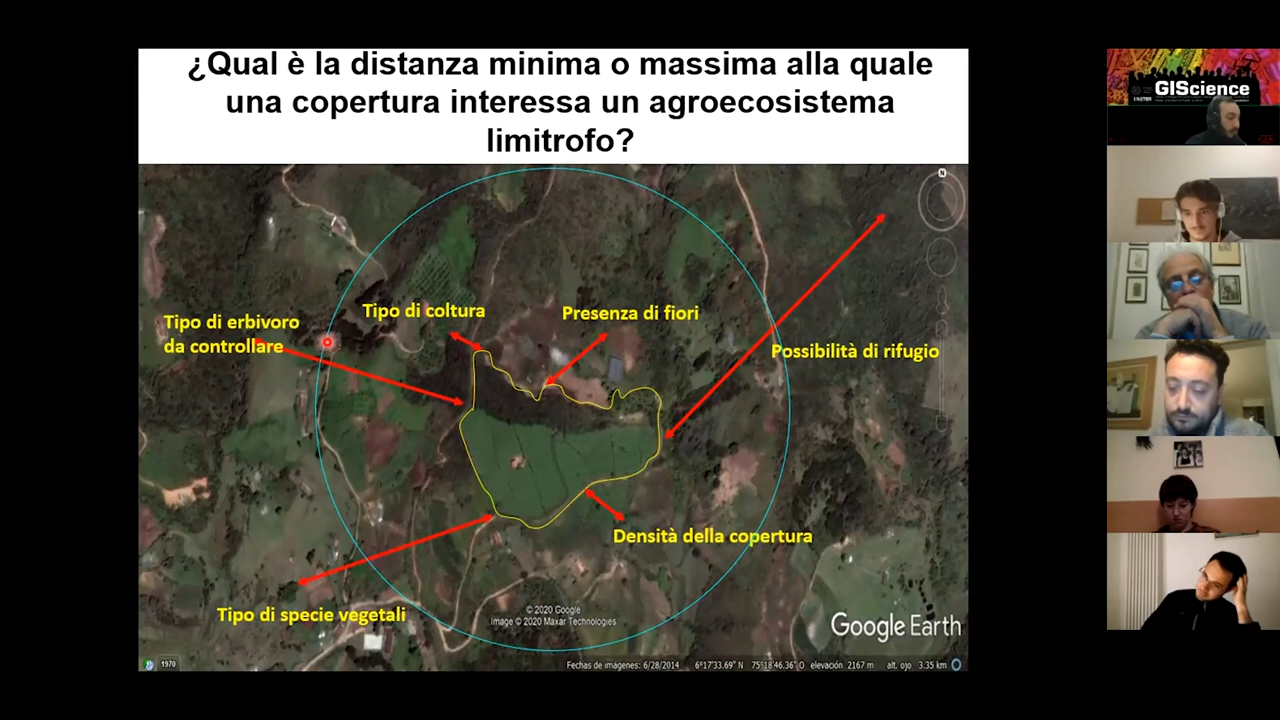 ¿Qual è la distanza minima o massima alla quale
una copertura interessa un agroecosistema
limitrofo?
N
Tipo di coltura
Presenza di fiori
Tipo di erbivoro
da controllare
Possibilità di rifugio
Densità della copertura
Tipo di specie vegetali
© 2020 Google
Image © 2020 Maxar Technologies
Google Earth
1970
Fechas de imágenes: 6/28/2014 6°17'33.69" N 75°18'46.36" O elevación 2167 m alt. ojo 3.35 km
GIScience